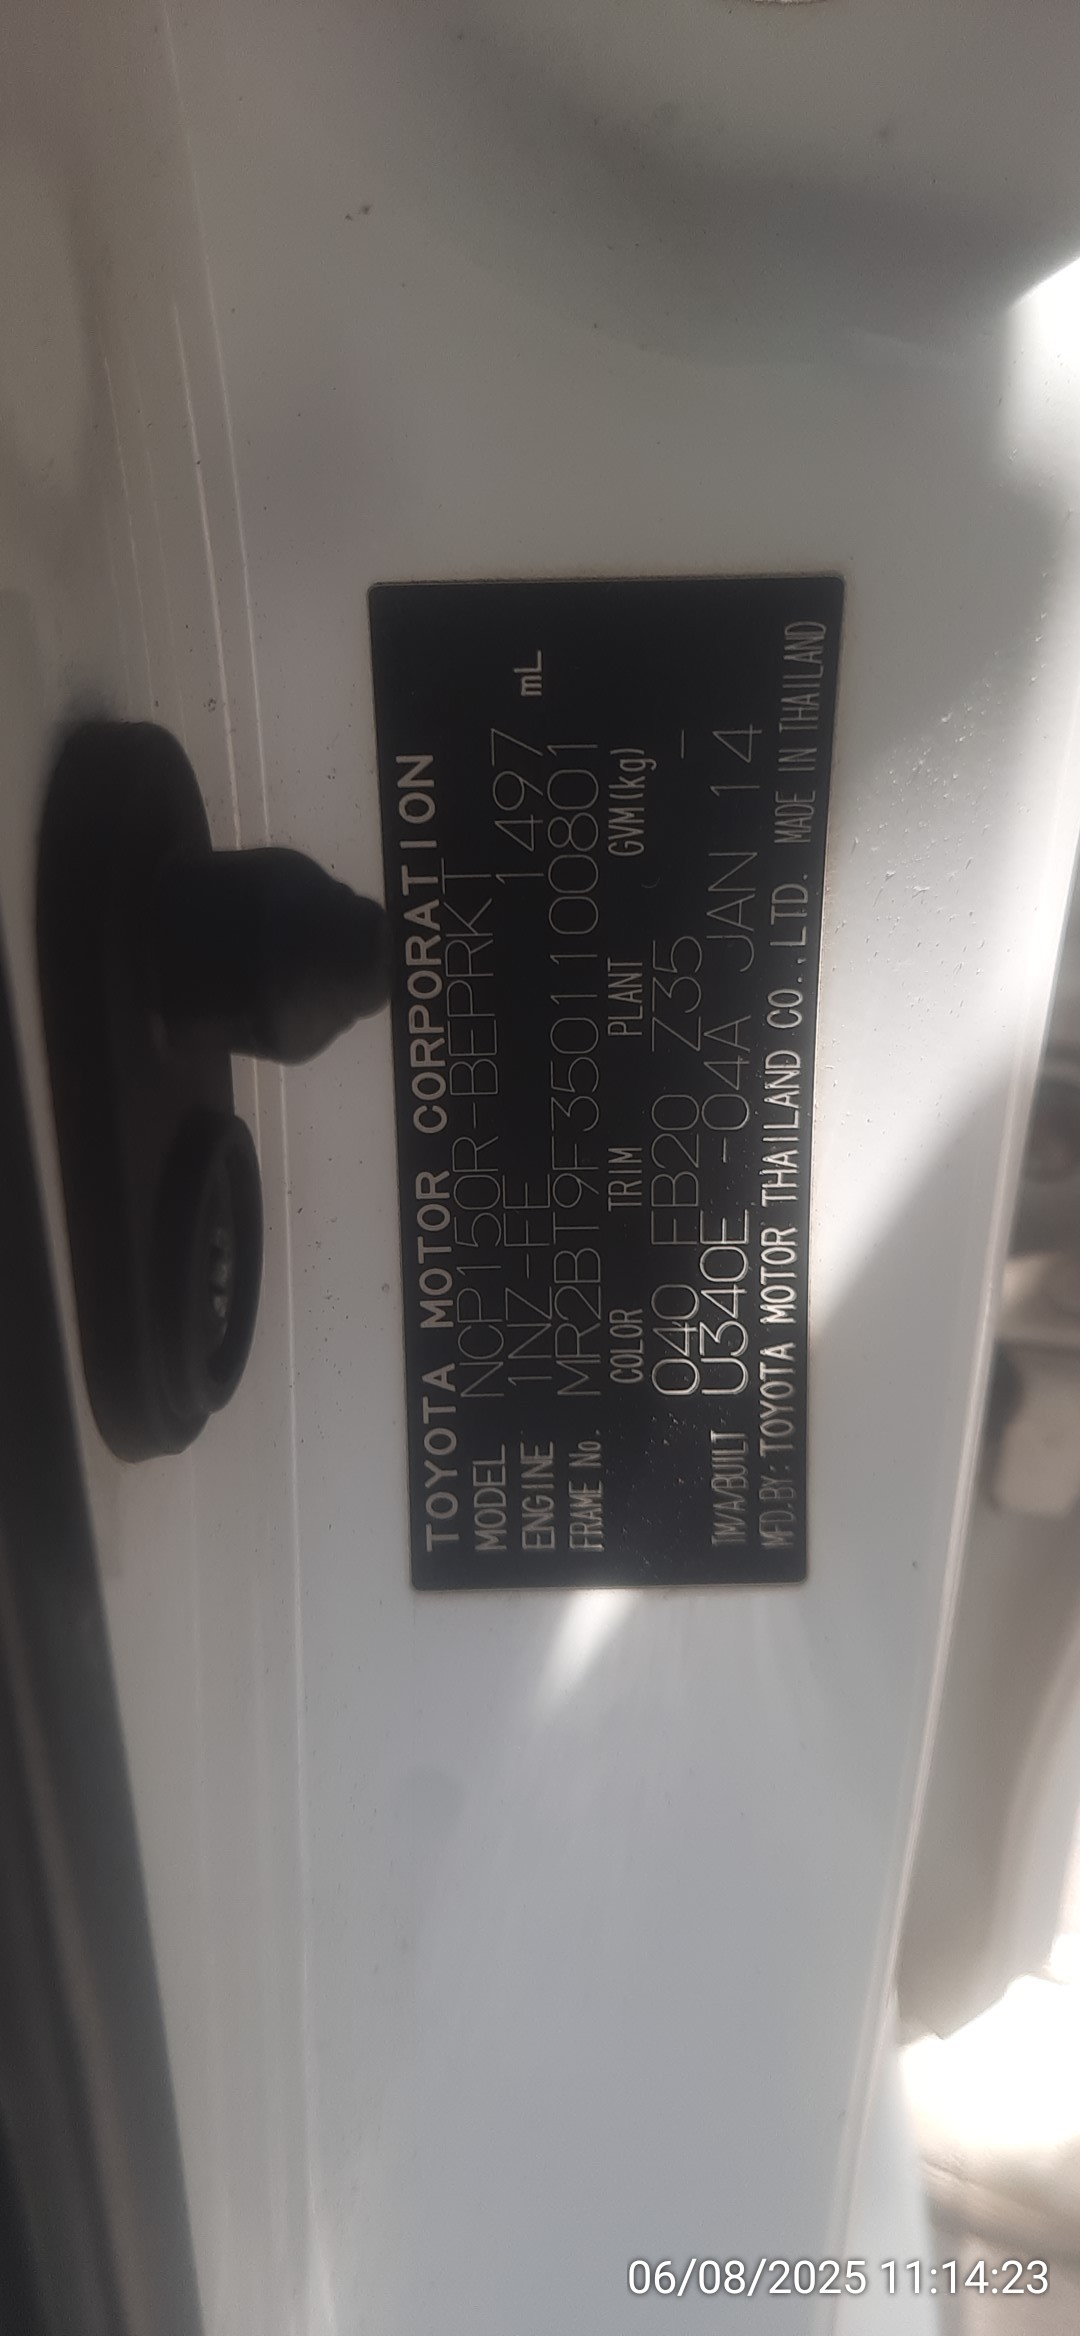 TOYOTA MOTOR CORPORATION
MODEL NCP150R-BEPRKT
ENGINE 1NZ-FE 1497 mL
FRAME No. MR2BT9F3501100801
COLOR TRIM PLANT GVM(kg)
040 FB20 Z35 -
TM/A/BUILT U340E -04A JAN 14
MFD.BY:TOYOTA MOTOR THAILAND CO.,LTD. MADE IN THAILAND
06/08/2025 11:14:23